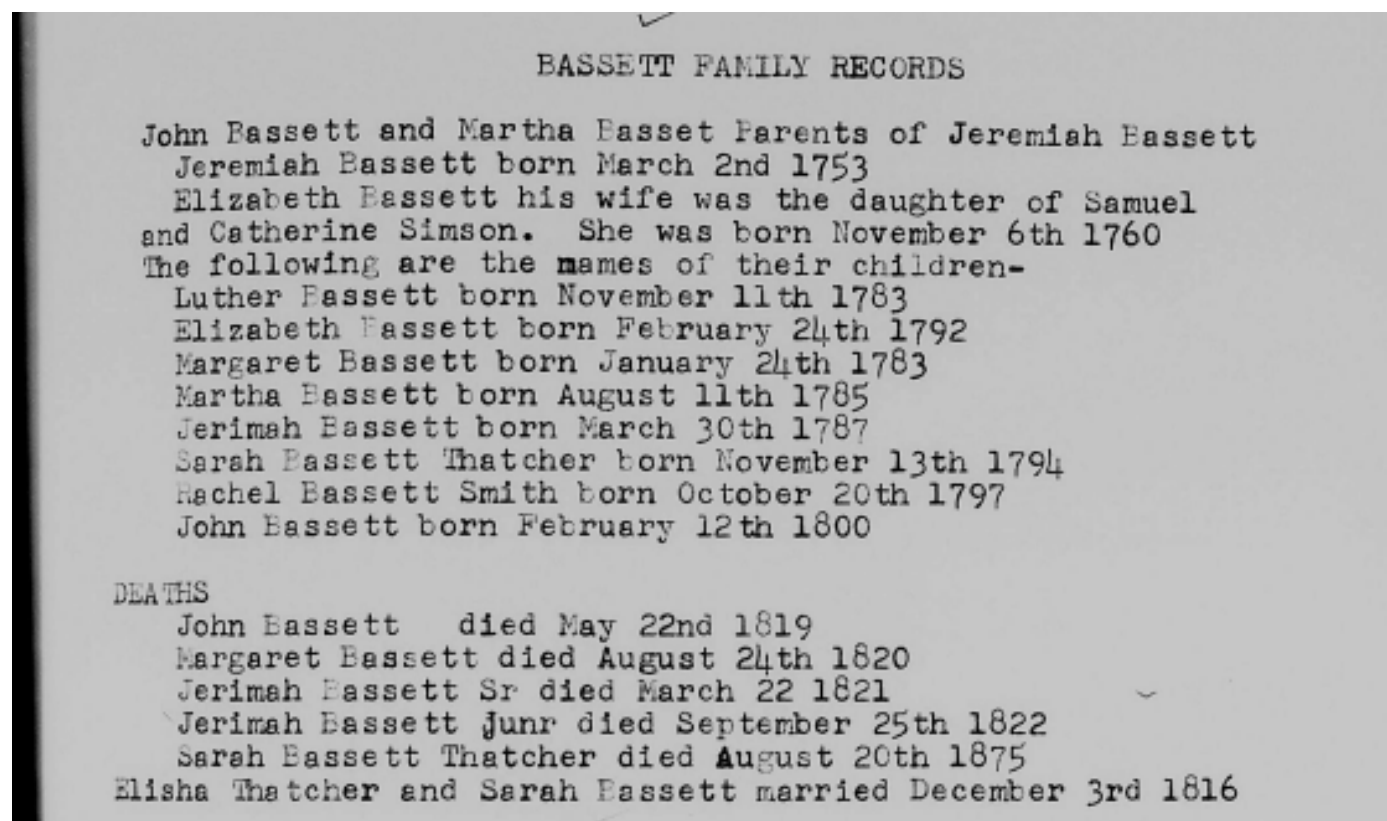 BASSETT FAMILY RECORDS
John Bassett and Martha Basset Parents of Jeremiah Bassett
Jeremiah Bassett born March 2nd 1753
Elizabeth Bassett his wife was the daughter of Samuel
and Catherine Simson. She was born November 6th 1760
The following are the names of their children-
Luther Bassett born November 11th 1783
Elizabeth Bassett born February 24th 1792
Margaret Bassett born January 24th 1783
Martha Bassett born August 11th 1785
Jerimah Bassett born March 30th 1787
Sarah Bassett Thatcher born November 13th 1794
Rachel Bassett Smith born October 20th 1797
John Bassett born February 12th 1800
DEATHS
John Bassett died May 22nd 1819
Margaret Bassett died August 24th 1820
Jerimah Bassett Sr died March 22 1821
Jerimah Bassett Junr died September 25th 1822
Sarah Bassett Thatcher died August 20th 1875
Elisha Thatcher and Sarah Bassett married December 3rd 1816